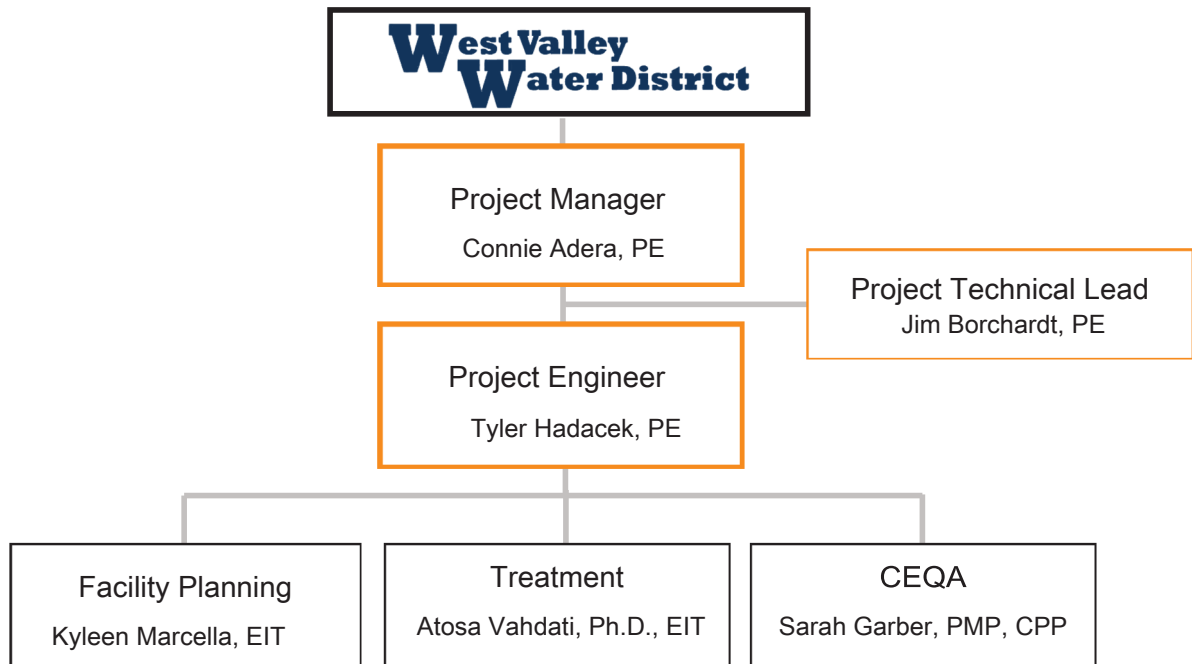 West Valley
Water District
Project Manager
Connie Adera, PE
Project Technical Lead
Jim Borchardt, PE
Project Engineer
Tyler Hadacek, PE
Facility Planning
Kyleen Marcella, EIT
Treatment
Atosa Vahdati, Ph.D., EIT
CEQA
Sarah Garber, PMP, CPP